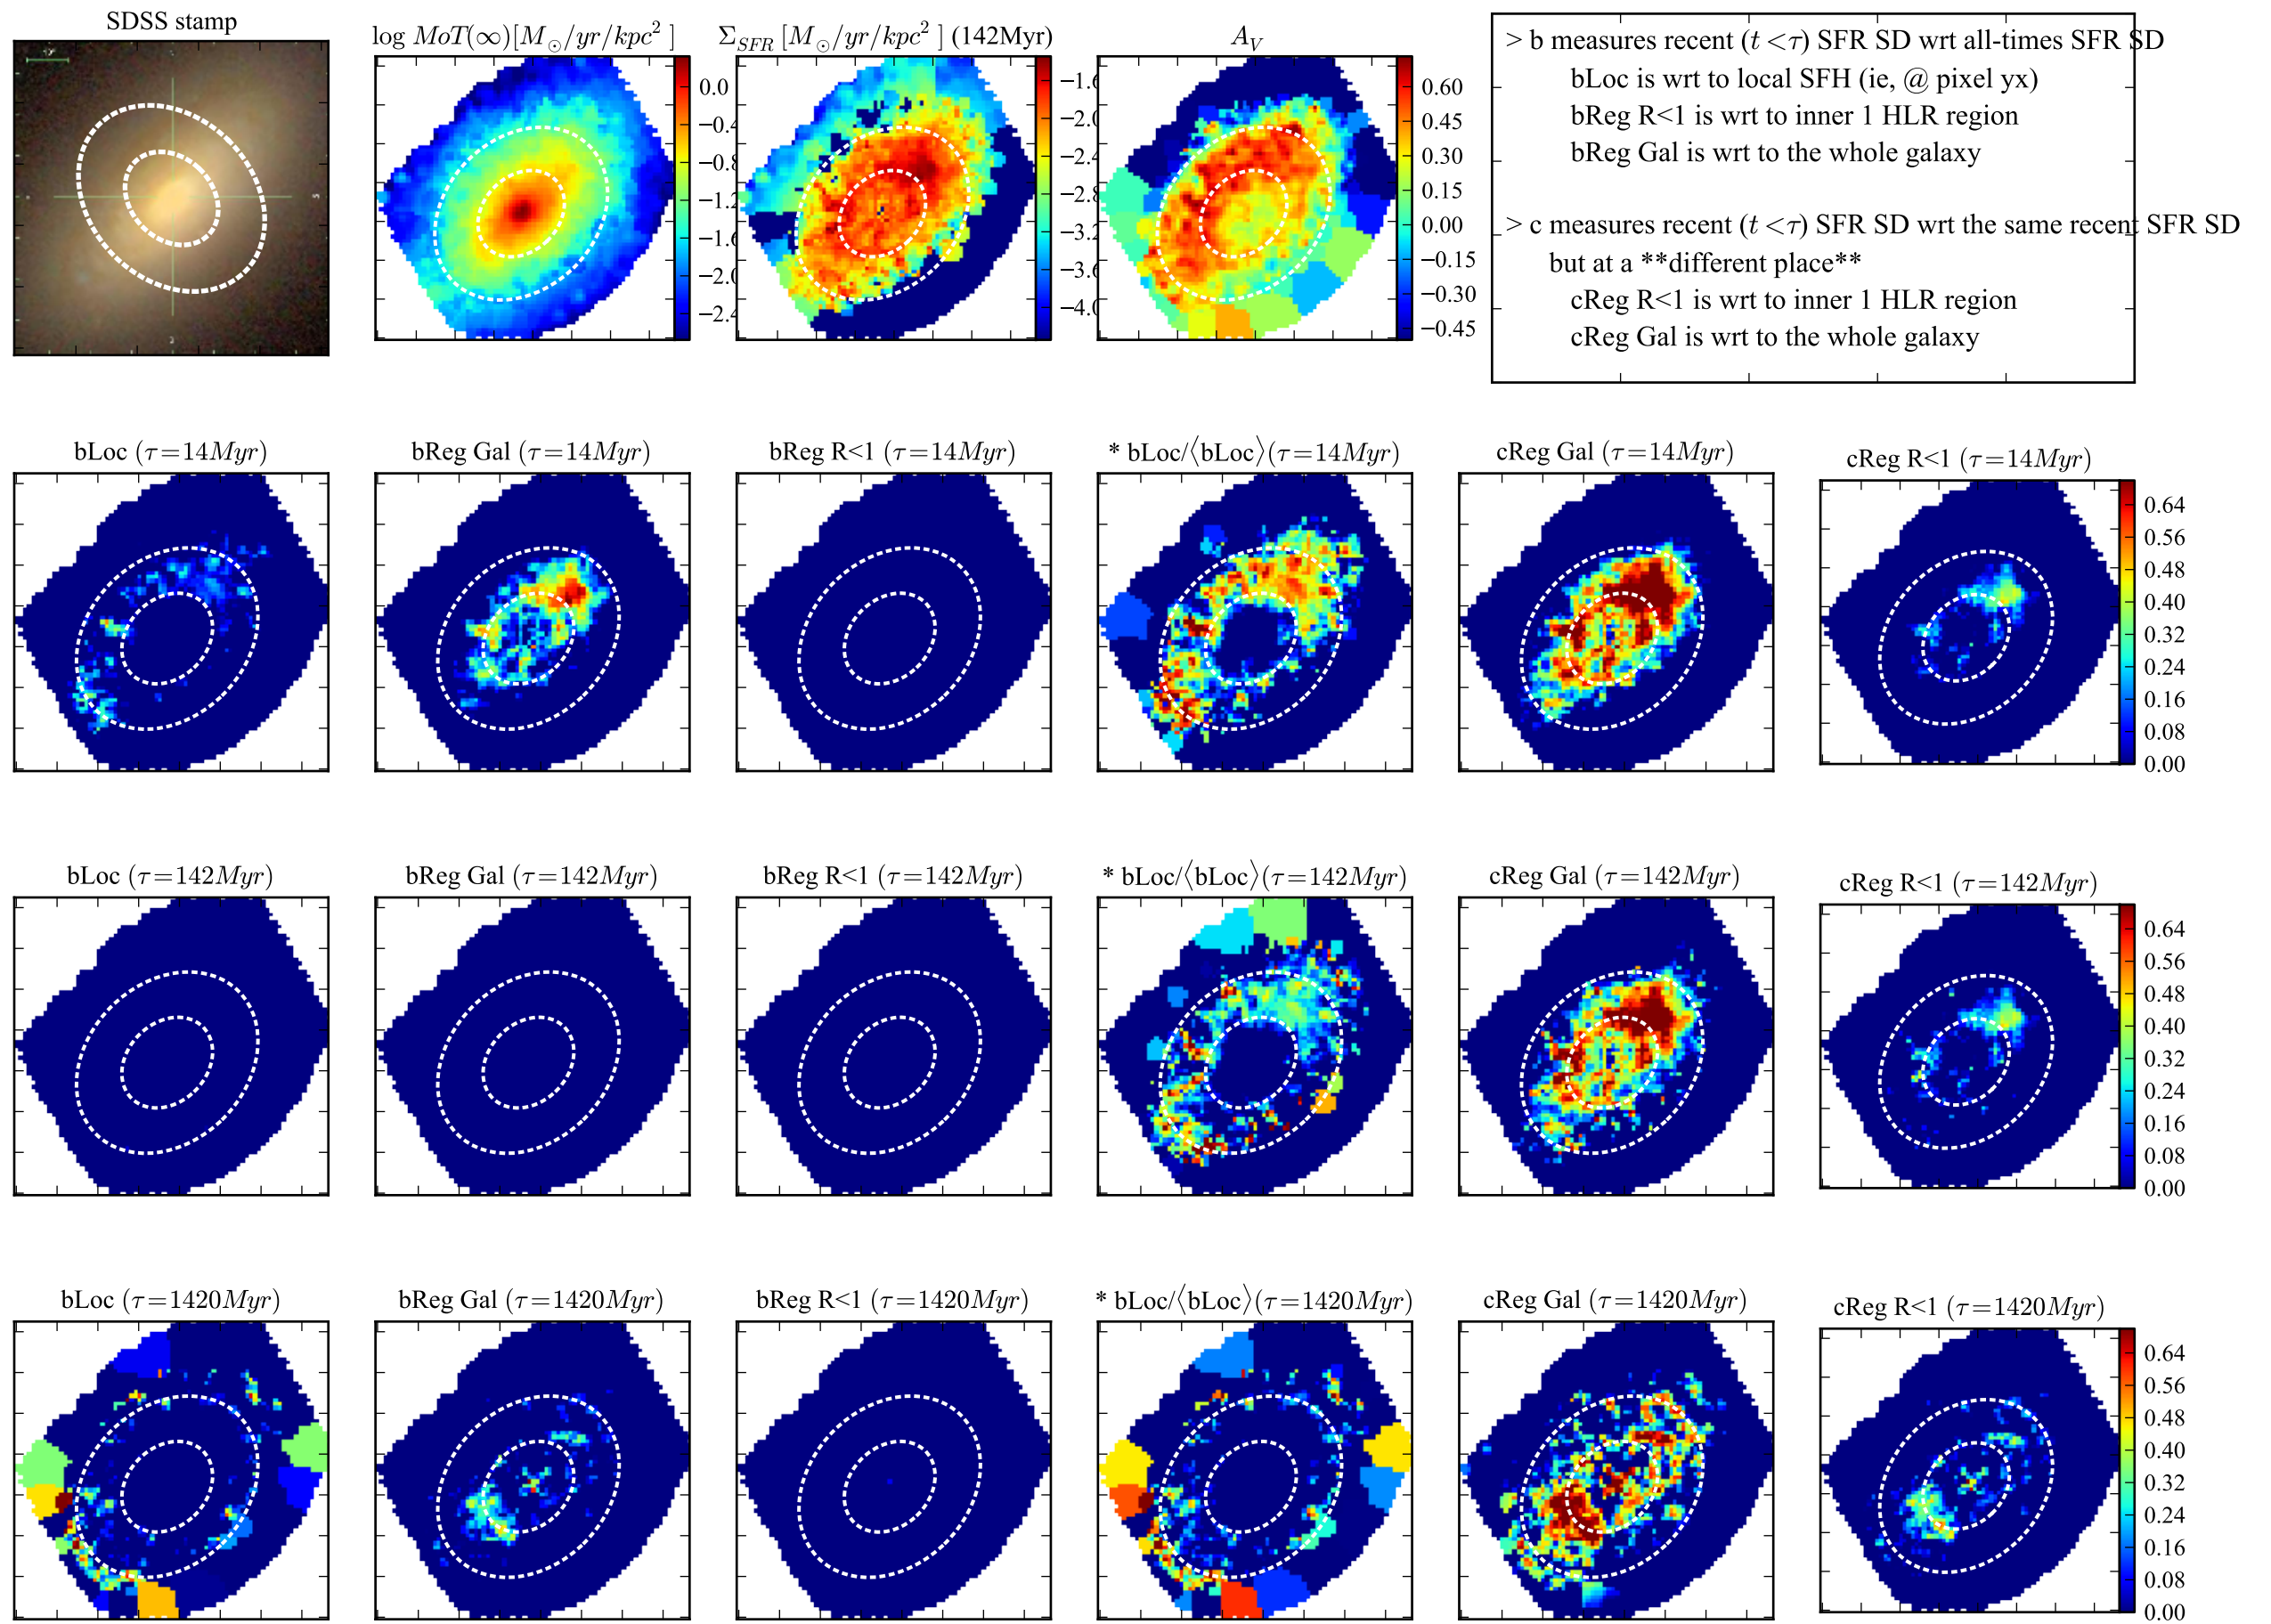 SDSS stamp
log MoT(∞)[M⊙/yr/kpc² ]
Σ_SFR [M⊙/yr/kpc² ] (142Myr)
A_V
0.0
−0.4
−0.8
−1.2
−1.6
−2.0
−2.4
−1.6
−2.0
−2.4
−2.8
−3.2
−3.6
−4.0
0.60
0.45
0.30
0.15
0.00
−0.15
−0.30
−0.45
> b measures recent (t <τ) SFR SD wrt all-times SFR SD
bLoc is wrt to local SFH (ie, @ pixel yx)
bReg R<1 is wrt to inner 1 HLR region
bReg Gal is wrt to the whole galaxy
> c measures recent (t <τ) SFR SD wrt the same recent SFR SD
but at a **different place**
cReg R<1 is wrt to inner 1 HLR region
cReg Gal is wrt to the whole galaxy
bLoc (τ=14Myr)
bReg Gal (τ=14Myr)
bReg R<1 (τ=14Myr)
* bLoc/⟨bLoc⟩(τ=14Myr)
cReg Gal (τ=14Myr)
cReg R<1 (τ=14Myr)
0.64
0.56
0.48
0.40
0.32
0.24
0.16
0.08
0.00
bLoc (τ=142Myr)
bReg Gal (τ=142Myr)
bReg R<1 (τ=142Myr)
* bLoc/⟨bLoc⟩(τ=142Myr)
cReg Gal (τ=142Myr)
cReg R<1 (τ=142Myr)
0.64
0.56
0.48
0.40
0.32
0.24
0.16
0.08
0.00
bLoc (τ=1420Myr)
bReg Gal (τ=1420Myr)
bReg R<1 (τ=1420Myr)
* bLoc/⟨bLoc⟩(τ=1420Myr)
cReg Gal (τ=1420Myr)
cReg R<1 (τ=1420Myr)
0.64
0.56
0.48
0.40
0.32
0.24
0.16
0.08
0.00